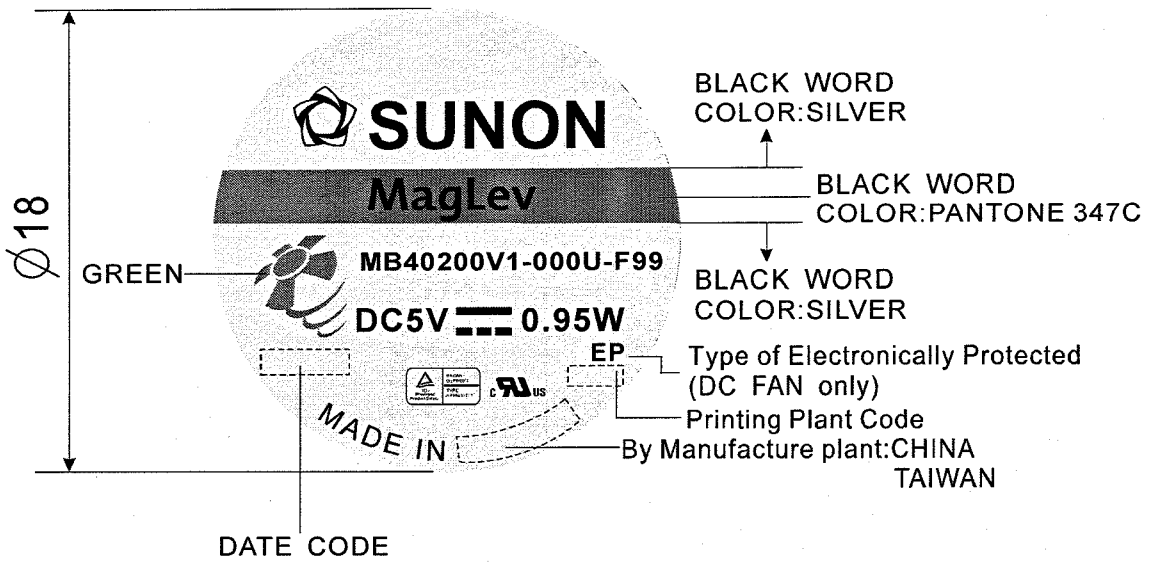 BLACK WORD
COLOR:SILVER
SUNON
MagLev
BLACK WORD
COLOR:PANTONE 347C
Ø18
GREEN
MB40200V1-000U-F99
BLACK WORD
COLOR:SILVER
DC5V 0.95W
EP
Type of Electronically Protected
(DC FAN only)
c RU US
Printing Plant Code
MADE IN
By Manufacture plant:CHINA
TAIWAN
DATE CODE